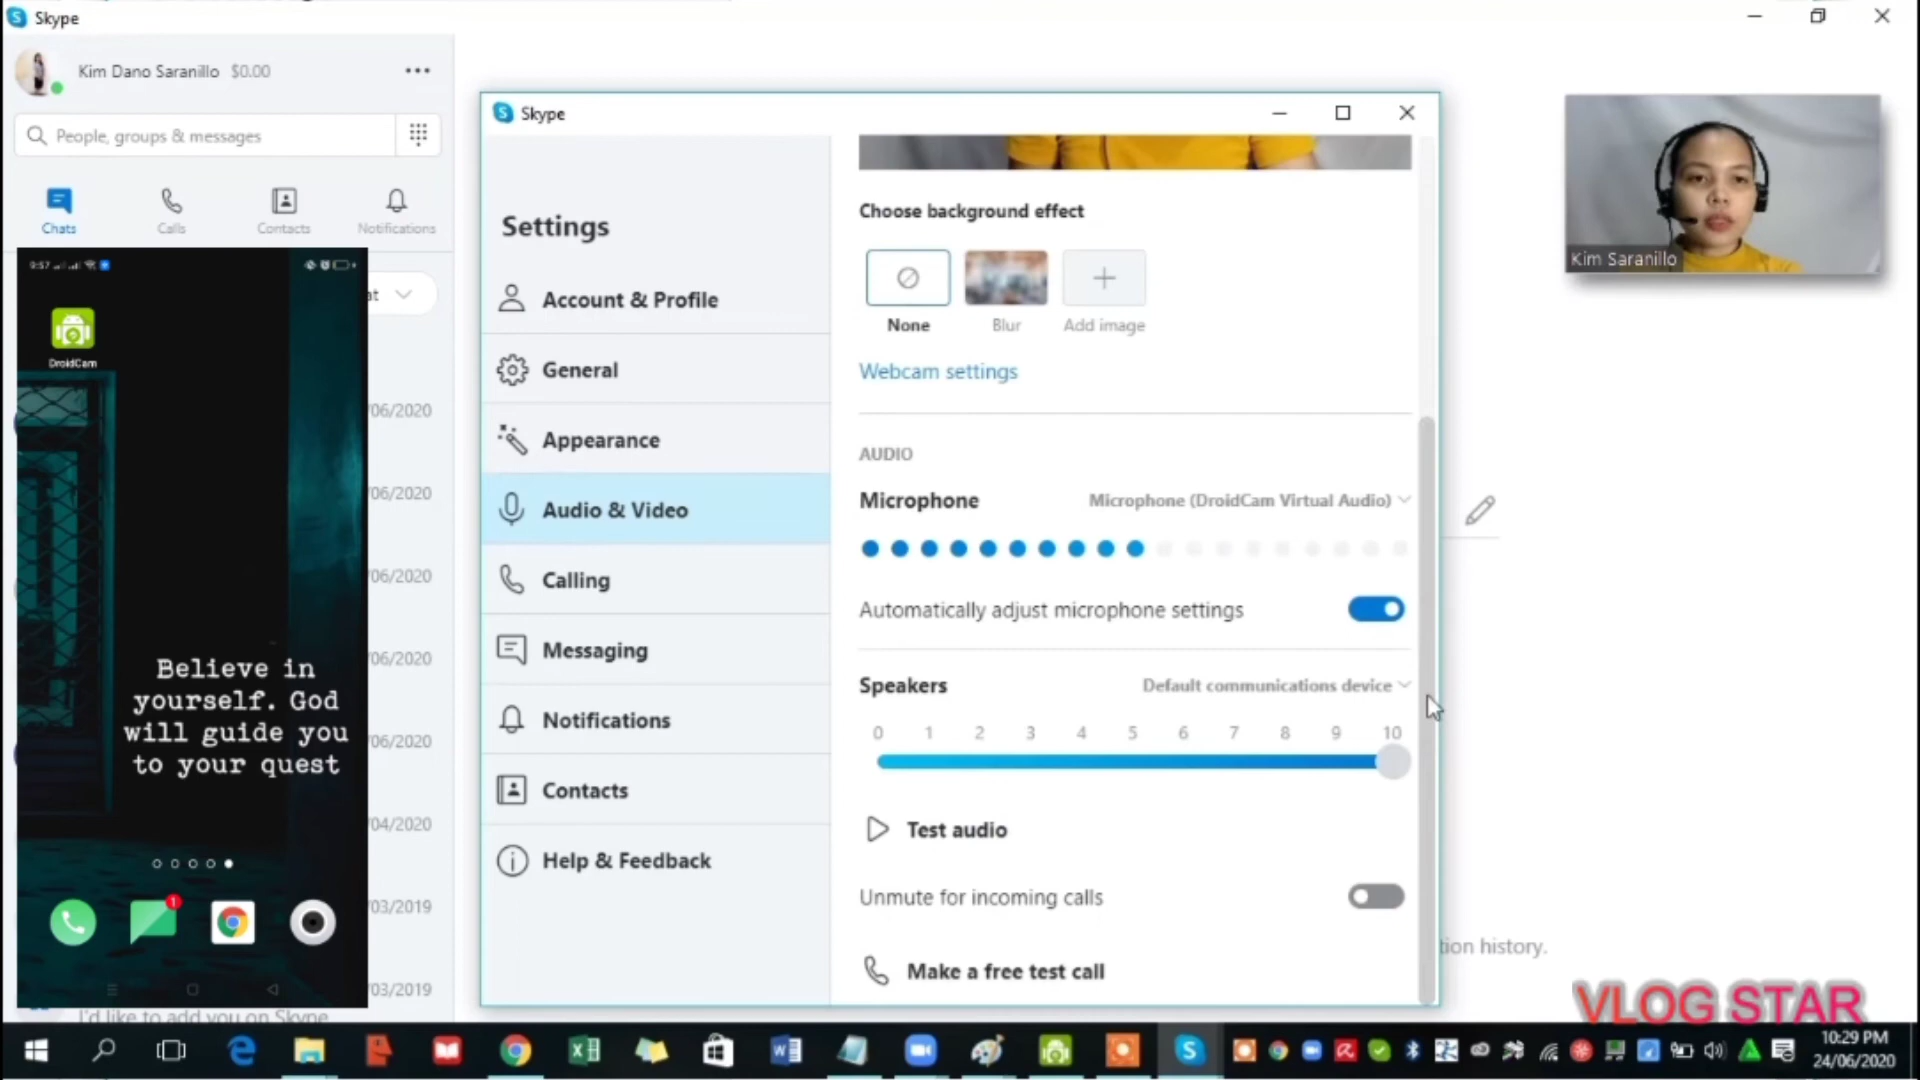 Skype
Kim Dano Saranillo $0.00
People, groups & messages
Chats
Calls
Contacts
Notifications
9:57
at
DroidCam
/06/2020
/06/2020
/06/2020
/06/2020
/06/2020
/04/2020
/03/2019
/03/2019
Believe in
yourself. God
will guide you
to your quest
1
I'd like to add you on Skype
Skype
Settings
Account & Profile
General
Appearance
Audio & Video
Calling
Messaging
Notifications
Contacts
Help & Feedback
Choose background effect
None
Blur
Add image
Webcam settings
AUDIO
Microphone
Microphone (DroidCam Virtual Audio)
Automatically adjust microphone settings
Speakers
Default communications device
0 1 2 3 4 5 6 7 8 9 10
Test audio
Unmute for incoming calls
Make a free test call
Kim Saranillo
tion history.
VLOG STAR
10:29 PM
24/06/2020